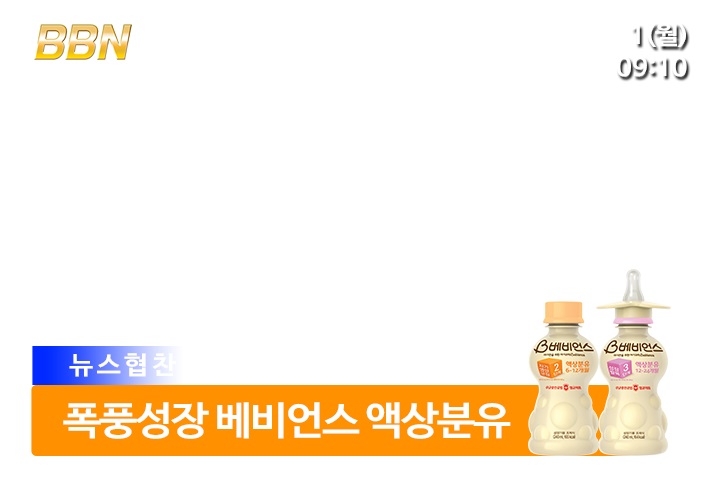 BBN
1(월)
09:10
뉴스협찬
폭풍성장 베비언스 액상분유
베비언스
액상분유
2
6-12개월
베비언스
액상분유
3
12-24개월